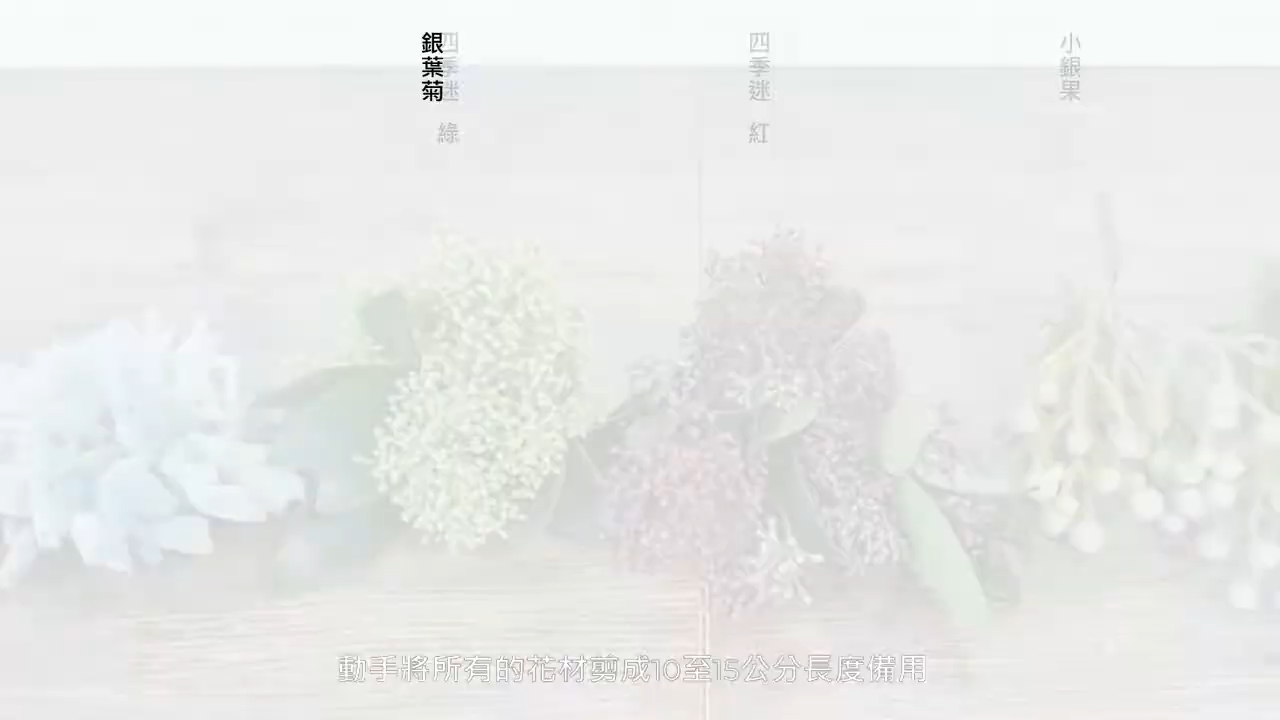 銀葉菊
四季迷 綠
四季迷 紅
小銀果
動手將所有的花材剪成10至15公分長度備用